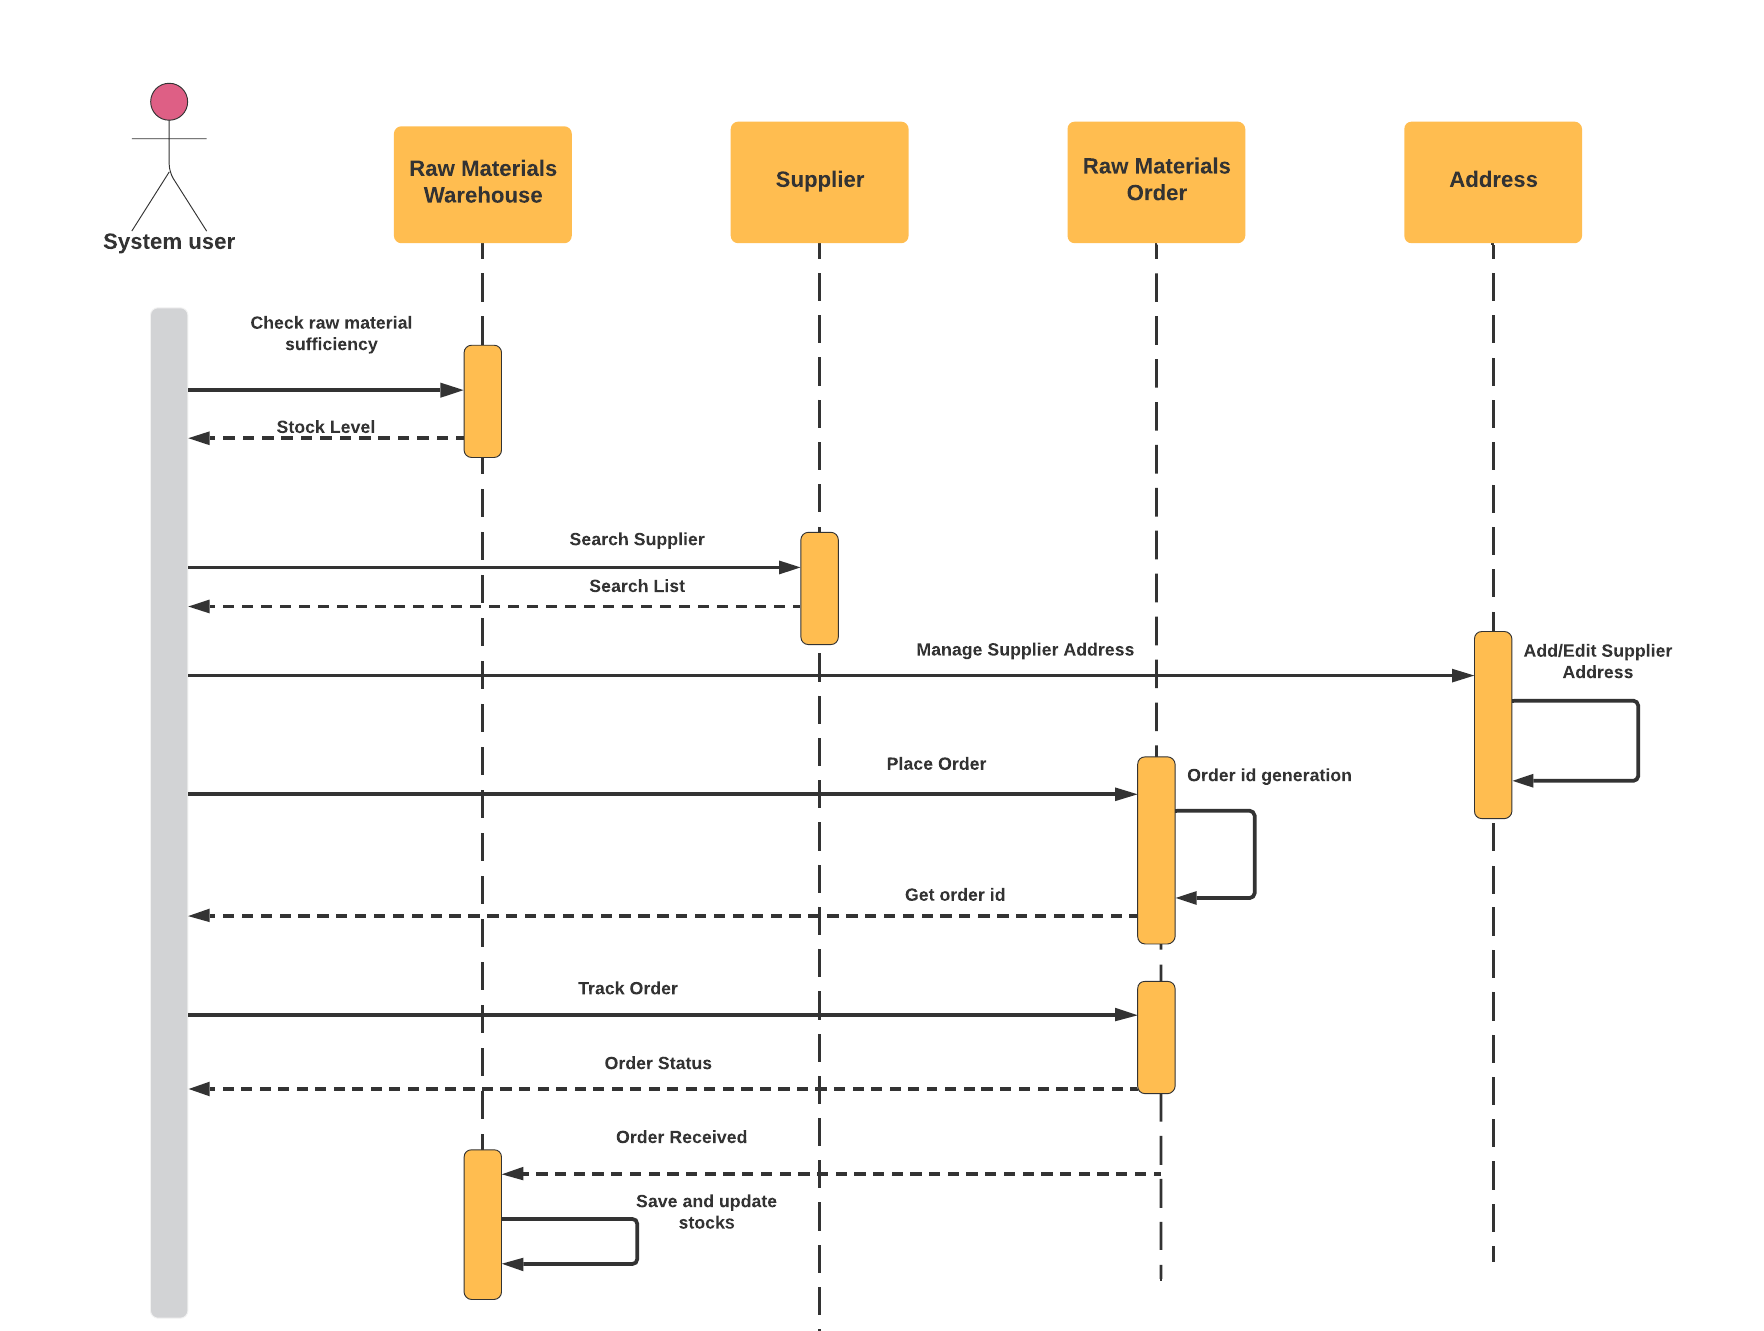 System user
Raw Materials
Warehouse
Supplier
Raw Materials
Order
Address
Check raw material
sufficiency
Stock Level
Search Supplier
Search List
Manage Supplier Address
Add/Edit Supplier
Address
Place Order
Order id generation
Get order id
Track Order
Order Status
Order Received
Save and update
stocks